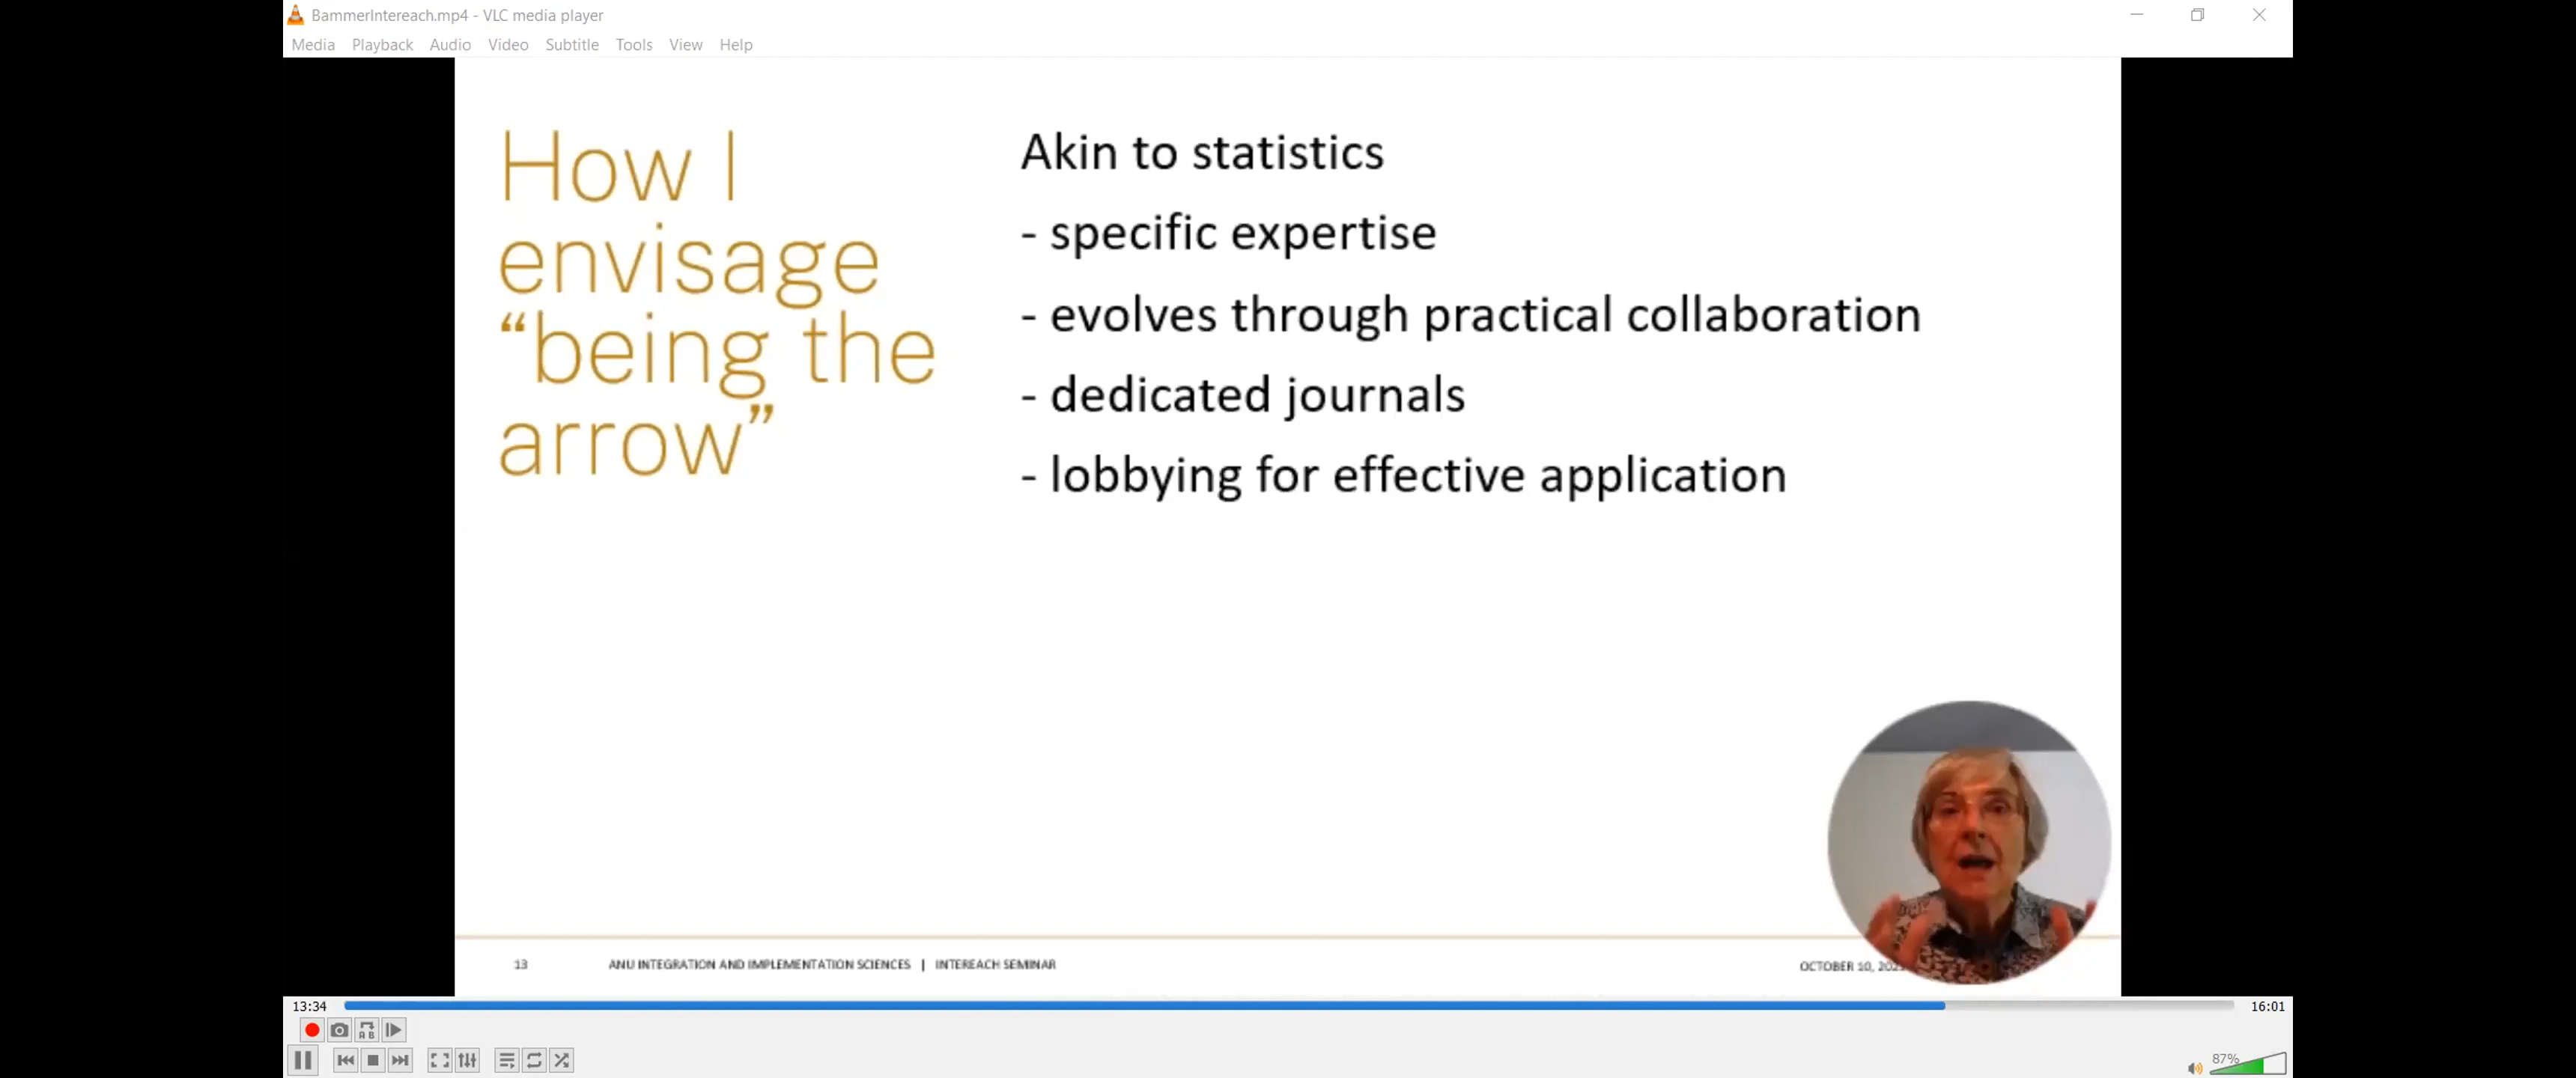 BammerIntereach.mp4 - VLC media player
Media Playback Audio Video Subtitle Tools View Help
How I
envisage
“being the
arrow”
Akin to statistics
- specific expertise
- evolves through practical collaboration
- dedicated journals
- lobbying for effective application
13 ANU INTEGRATION AND IMPLEMENTATION SCIENCES | INTEREACH SEMINAR OCTOBER 10,
13:34 16:01
A B
87%